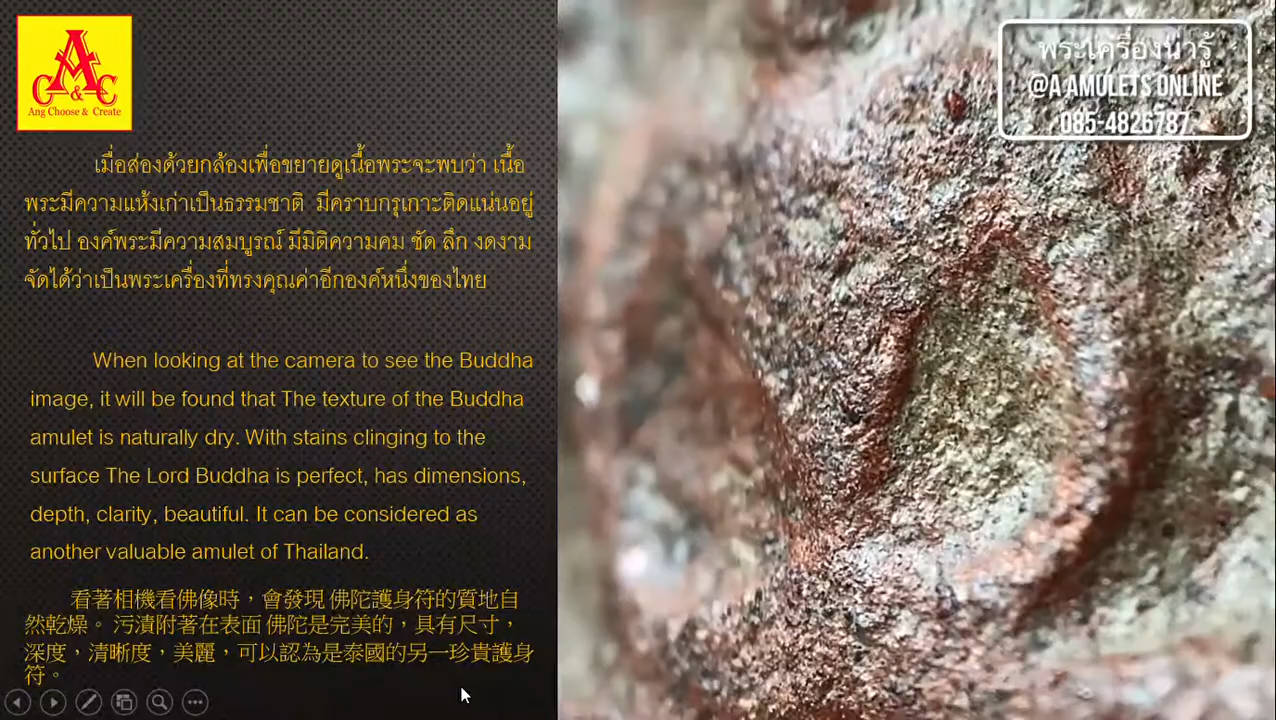 A
C & C
Ang Choose & Create
พระเครื่องน่ารู้
@A AMULETS ONLINE
085-4826787
เมื่อส่องด้วยกล้องเพื่อขยายดูเนื้อพระจะพบว่า เนื้อ
พระมีความแห้งเก่าเป็นธรรมชาติ มีคราบกรุเกาะติดแน่นอยู่
ทั่วไป องค์พระมีความสมบูรณ์ มีมิติความคม ชัด ลึก งดงาม
จัดได้ว่าเป็นพระเครื่องที่ทรงคุณค่าอีกองค์หนึ่งของไทย
When looking at the camera to see the Buddha
image, it will be found that The texture of the Buddha
amulet is naturally dry. With stains clinging to the
surface The Lord Buddha is perfect, has dimensions,
depth, clarity, beautiful. It can be considered as
another valuable amulet of Thailand.
看著相機看佛像時，會發現 佛陀護身符的質地自
然乾燥。 污漬附著在表面 佛陀是完美的，具有尺寸，
深度，清晰度，美麗，可以認為是泰國的另一珍貴護身
符。